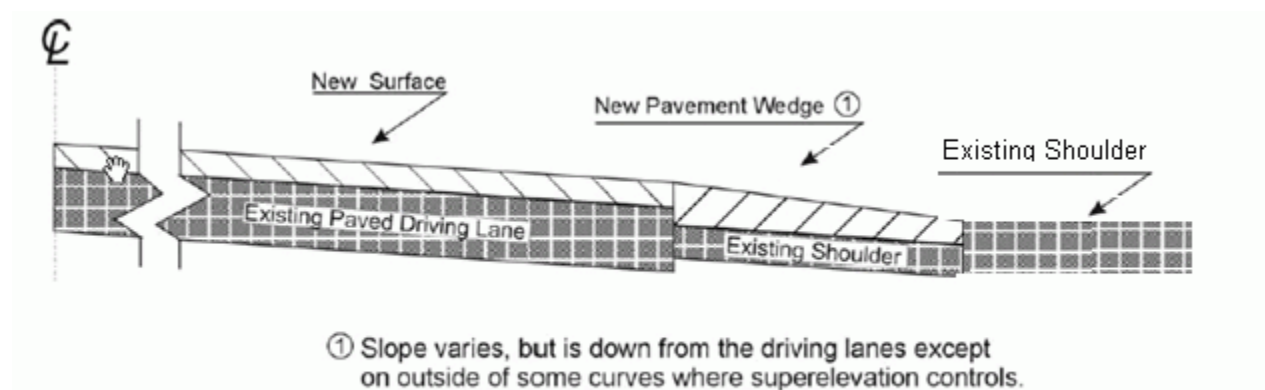 ℄
New Surface
New Pavement Wedge ①
Existing Shoulder
Existing Paved Driving Lane
Existing Shoulder
① Slope varies, but is down from the driving lanes except
on outside of some curves where superelevation controls.